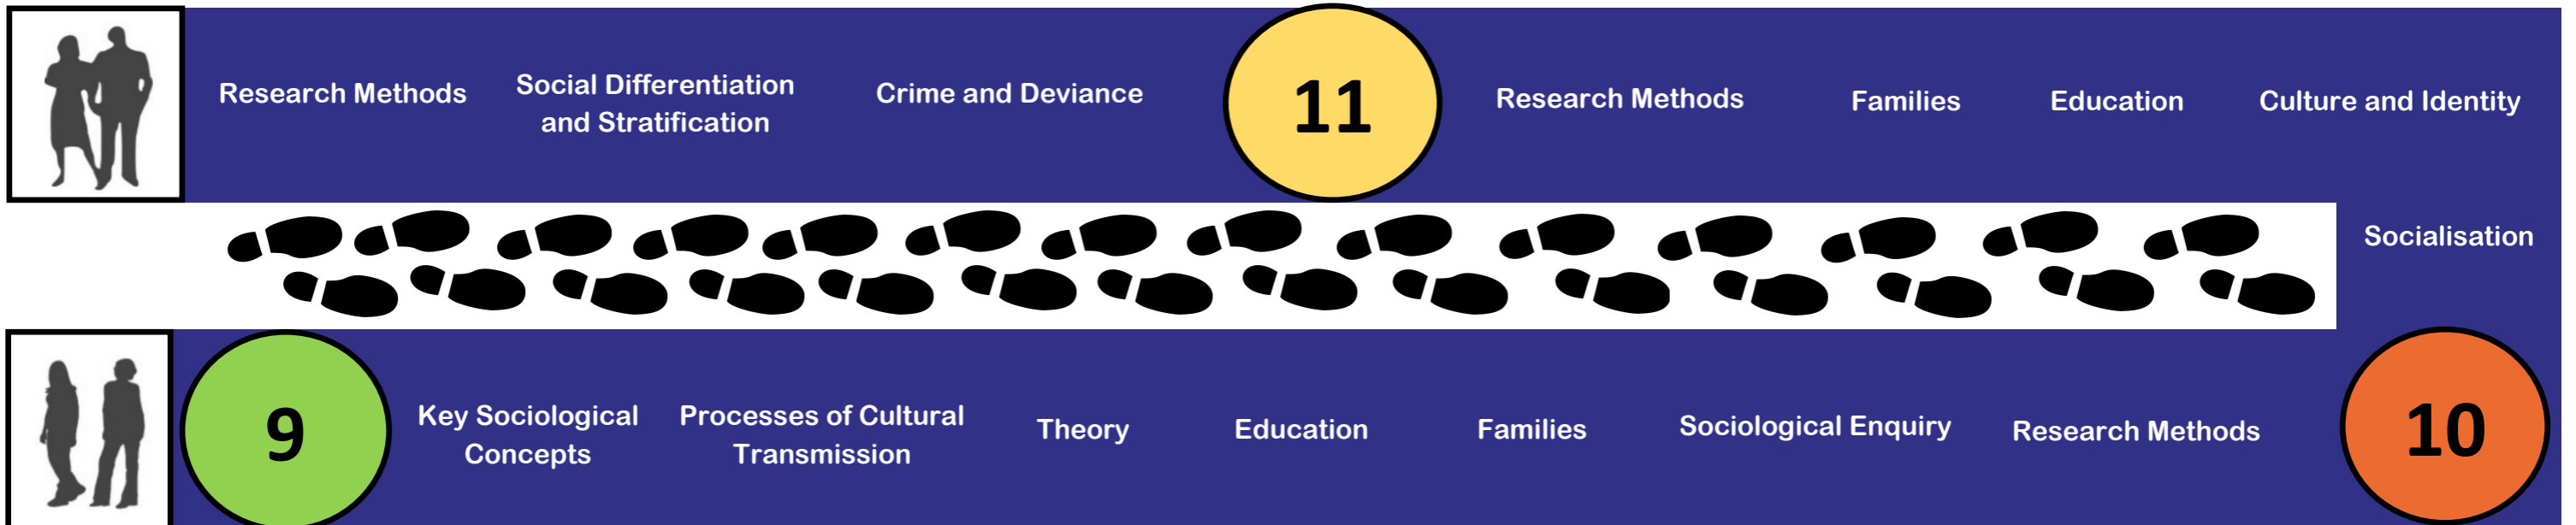 Research Methods
Social Differentiation
and Stratification
Crime and Deviance
11
Research Methods
Families
Education
Culture and Identity
Socialisation
9
Key Sociological
Concepts
Processes of Cultural
Transmission
Theory
Education
Families
Sociological Enquiry
Research Methods
10